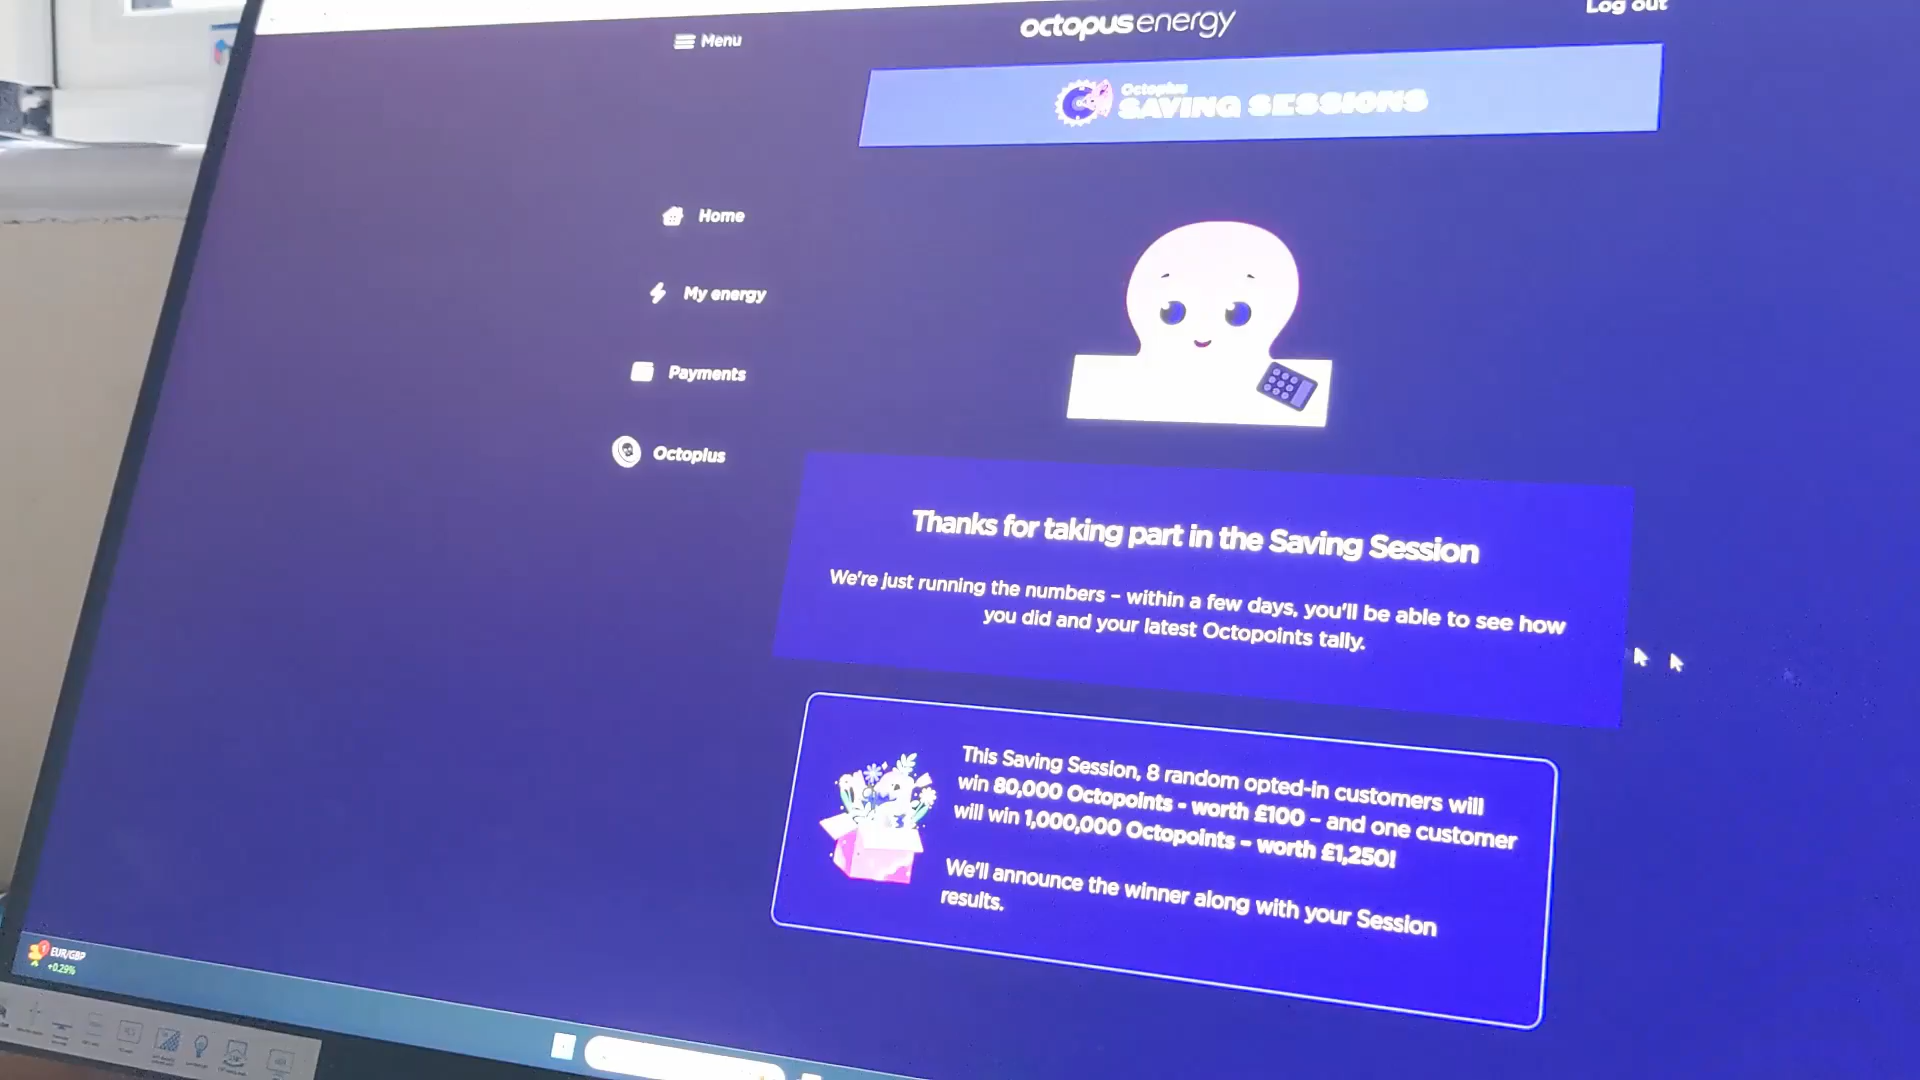 octopusenergy
Log out
Menu
Octoplus
SAVING SESSIONS
Home
My energy
Payments
Octoplus
Thanks for taking part in the Saving Session
We're just running the numbers – within a few days, you'll be able to see how
you did and your latest Octopoints tally.
This Saving Session, 8 random opted-in customers will
win 80,000 Octopoints - worth £100 – and one customer
will win 1,000,000 Octopoints – worth £1,250!
We'll announce the winner along with your Session
results.
1
EUR/GBP
+0.29%